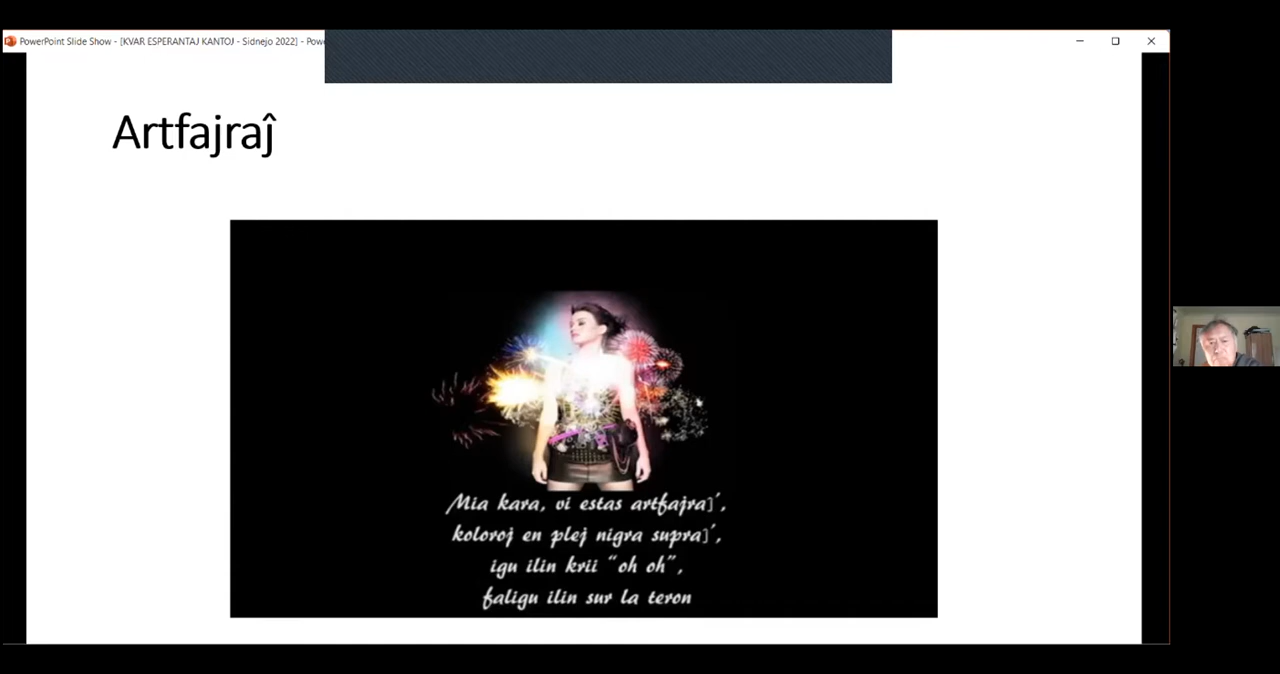 PowerPoint Slide Show - [KVAR ESPERANTAJ KANTOJ - Sidnejo 2022] - Powe
Artfajraĵ
Mia kara, vi estas artfajraĵ',
koloroj en plej nigra supraĵ',
igu ilin krii "oh oh",
faligu ilin sur la teron